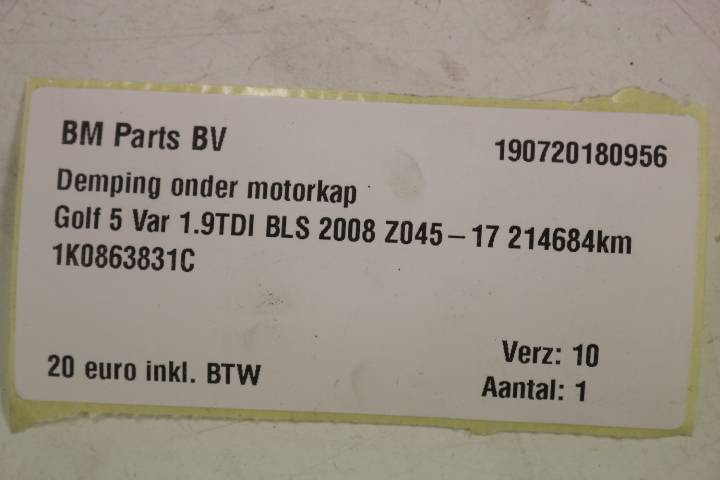 BM Parts BV 190720180956
Demping onder motorkap
Golf 5 Var 1.9TDI BLS 2008 Z045-17 214684km
1K0863831C
Verz: 10
20 euro inkl. BTW Aantal: 1